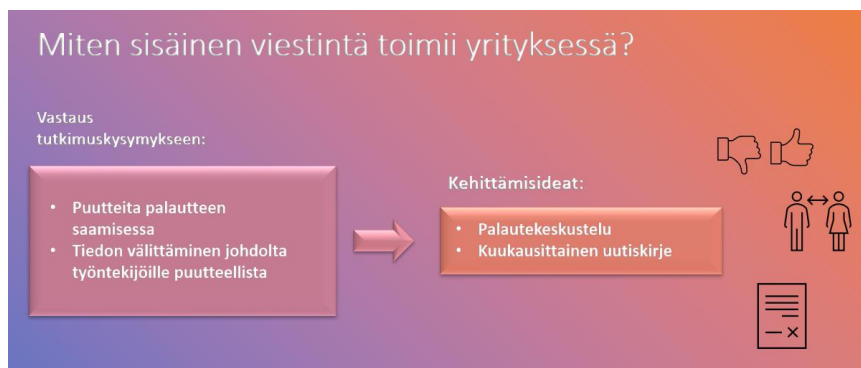 Miten sisäinen viestintä toimii yrityksessä?
Vastaus
tutkimuskysymykseen:
• Puutteita palautteen
saamisessa
• Tiedon välittäminen johdolta
työntekijöille puutteellista
Kehittämisideat:
• Palautekeskustelu
• Kuukausittainen uutiskirje